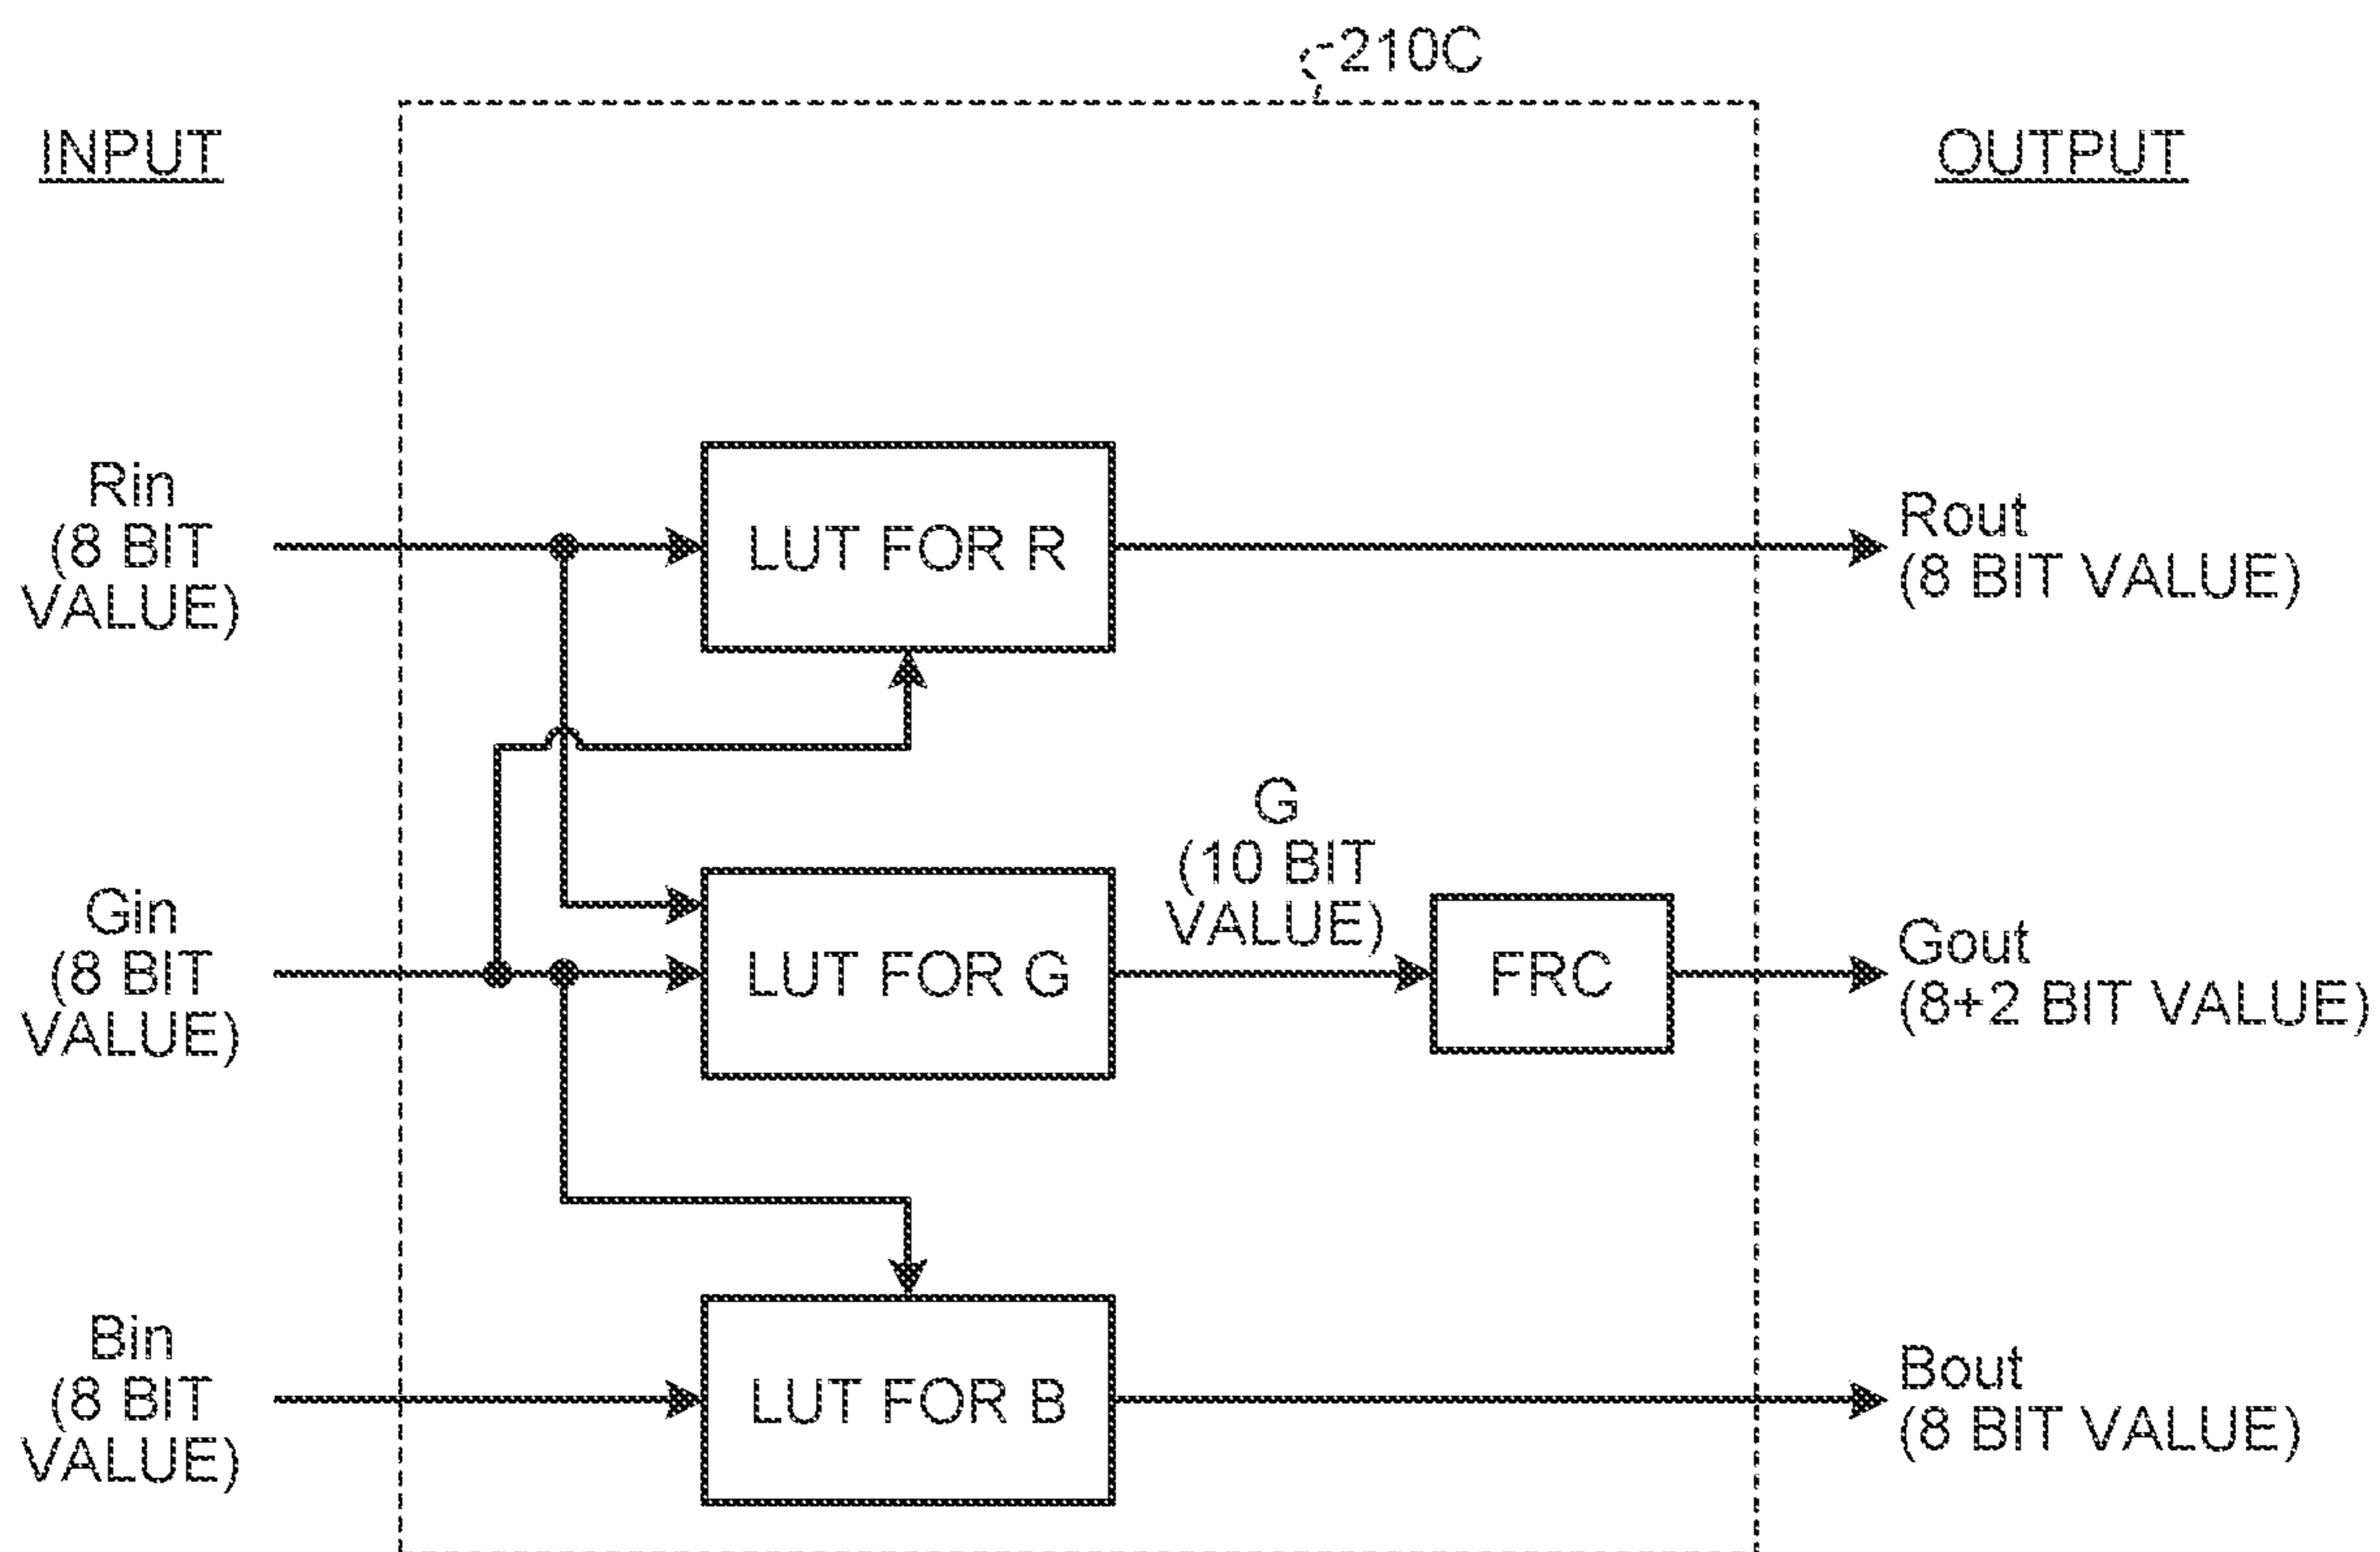 210C
INPUT
OUTPUT
Rin
(8 BIT
VALUE)
LUT FOR R
Rout
(8 BIT VALUE)
G
(10 BIT
VALUE)
Gin
(8 BIT
VALUE)
LUT FOR G
FRC
Gout
(8+2 BIT VALUE)
Bin
(8 BIT
VALUE)
LUT FOR B
Bout
(8 BIT VALUE)